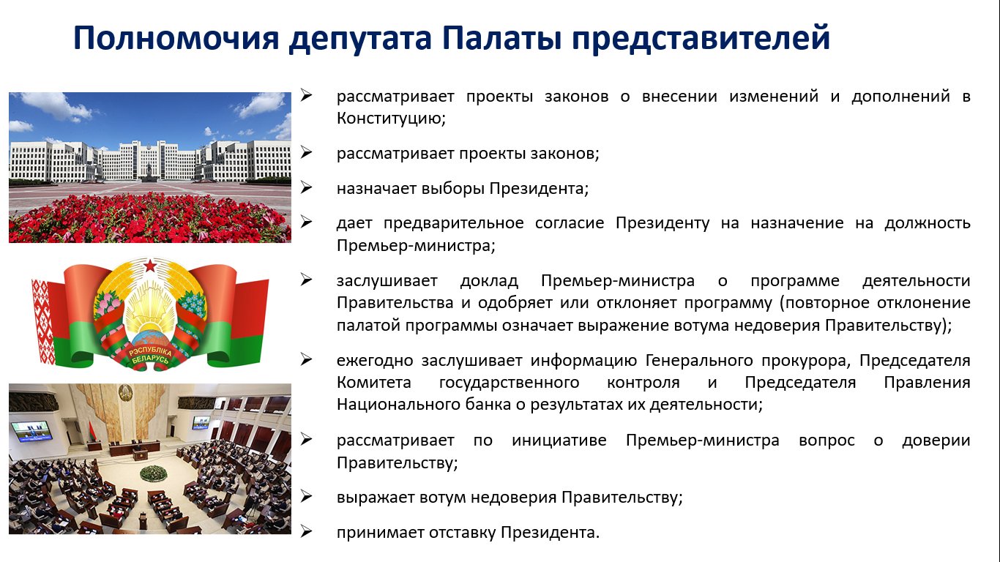 Полномочия депутата Палаты представителей
рассматривает проекты законов о внесении изменений и дополнений в
Конституцию;
рассматривает проекты законов;
назначает выборы Президента;
дает предварительное согласие Президенту на назначение на должность
Премьер-министра;
заслушивает доклад Премьер-министра о программе деятельности
Правительства и одобряет или отклоняет программу (повторное отклонение
палатой программы означает выражение вотума недоверия Правительству);
ежегодно заслушивает информацию Генерального прокурора, Председателя
Комитета государственного контроля и Председателя Правления
Национального банка о результатах их деятельности;
рассматривает по инициативе Премьер-министра вопрос о доверии
Правительству;
выражает вотум недоверия Правительству;
принимает отставку Президента.
РЭСПУБЛІКА
БЕЛАРУСЬ